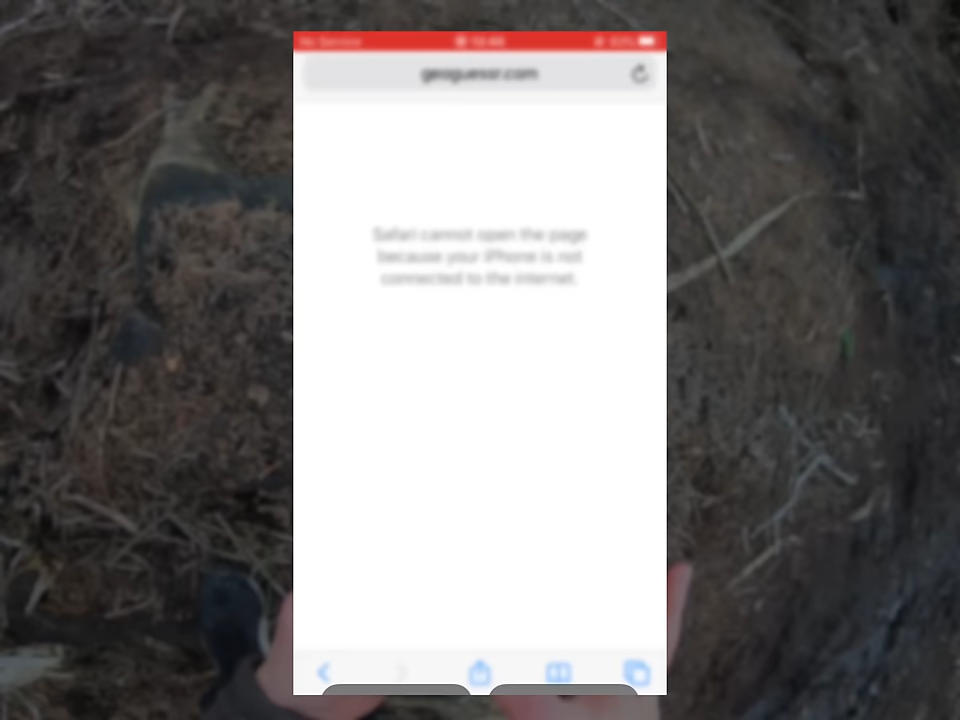 No Service
geoguessr.com
Safari cannot open the page
because your iPhone is not
connected to the internet.